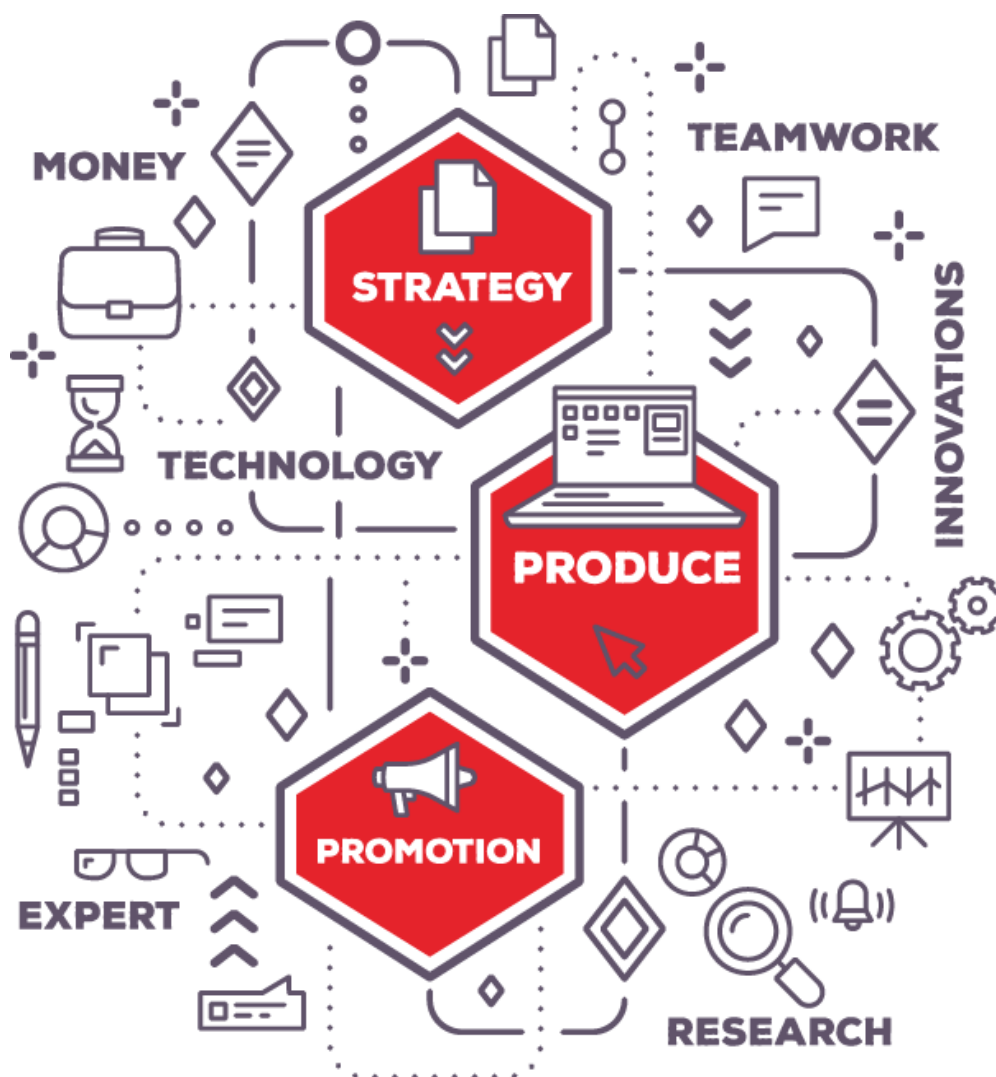 TEAMWORK
MONEY
STRATEGY
INNOVATIONS
TECHNOLOGY
PRODUCE
PROMOTION
EXPERT
RESEARCH